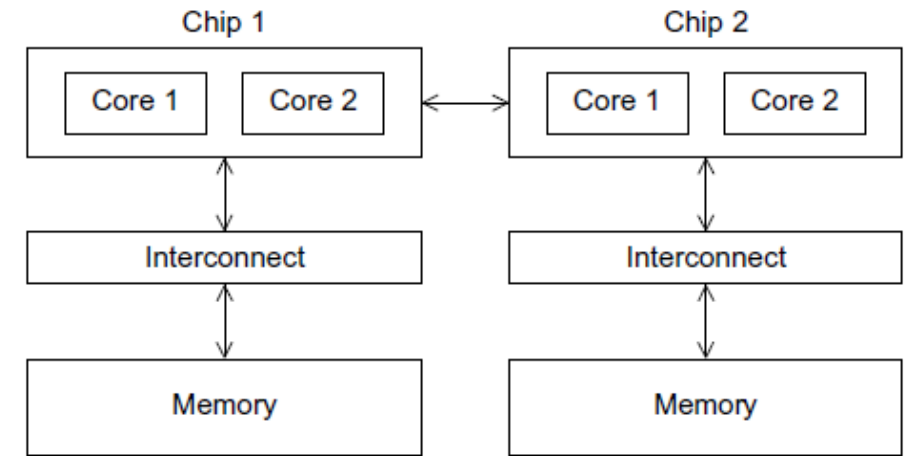 Chip 1
Chip 2
Core 1
Core 2
Core 1
Core 2
Interconnect
Interconnect
Memory
Memory